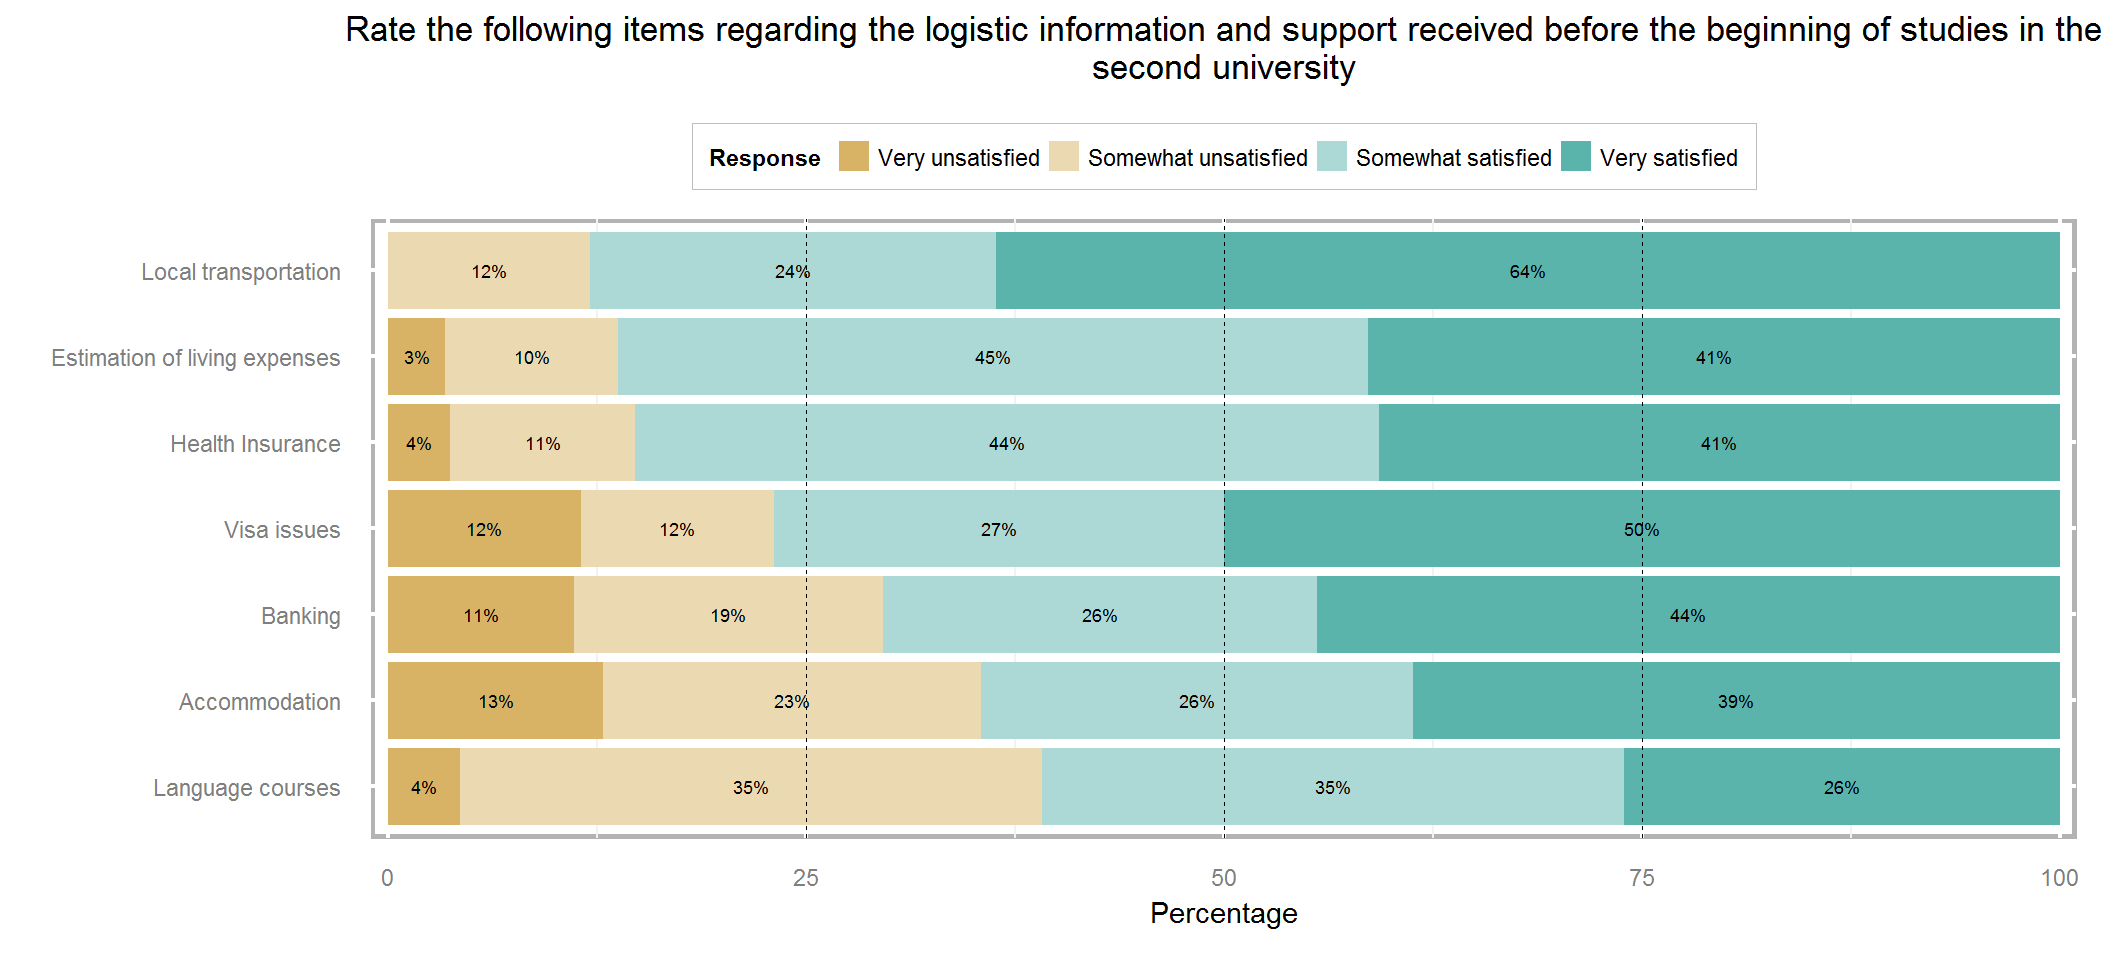 Rate the following items regarding the logistic information and support received before the beginning of studies in the
second university
Response Very unsatisfied Somewhat unsatisfied Somewhat satisfied Very satisfied
Local transportation 12% 24% 64%
Estimation of living expenses 3% 10% 45% 41%
Health Insurance 4% 11% 44% 41%
Visa issues 12% 12% 27% 50%
Banking 11% 19% 26% 44%
Accommodation 13% 23% 26% 39%
Language courses 4% 35% 35% 26%
0 25 50 75 100
Percentage